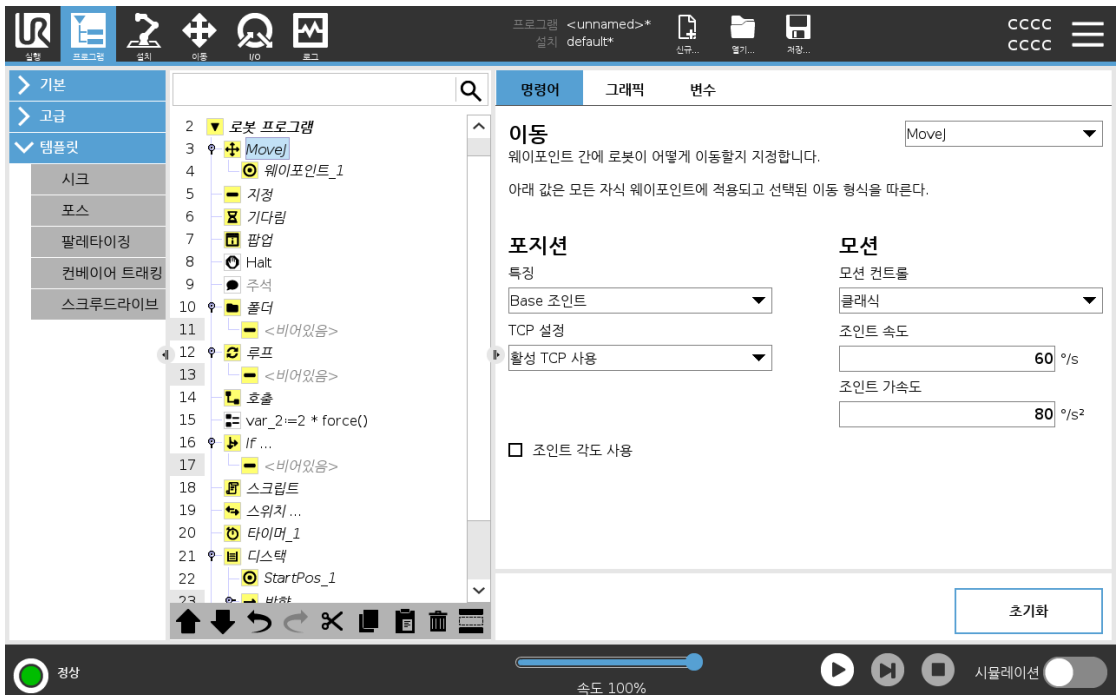 프로그램 <unnamed>*
설치 default*
cccc
cccc
실행
프로그램
설치
이동
I/O
로그
신규...
열기...
저장...
기본
고급
템플릿
시크
포스
팔레타이징
컨베이어 트래킹
스크루드라이브
2 로봇 프로그램
3 MoveJ
4 웨이포인트_1
5 지정
6 기다림
7 팝업
8 Halt
9 주석
10 폴더
11 <비어있음>
12 루프
13 <비어있음>
14 호출
15 var_2:=2 * force()
16 If ...
17 <비어있음>
18 스크립트
19 스위치 ...
20 타이머_1
21 디스택
22 StartPos_1
23 방향
명령어 그래픽 변수
이동
MoveJ
웨이포인트 간에 로봇이 어떻게 이동할지 지정합니다.
아래 값은 모든 자식 웨이포인트에 적용되고 선택된 이동 형식을 따른다.
포지션
특징
Base 조인트
TCP 설정
활성 TCP 사용
조인트 각도 사용
모션
모션 컨트롤
클래식
조인트 속도
60 °/s
조인트 가속도
80 °/s²
초기화
정상
속도 100%
시뮬레이션